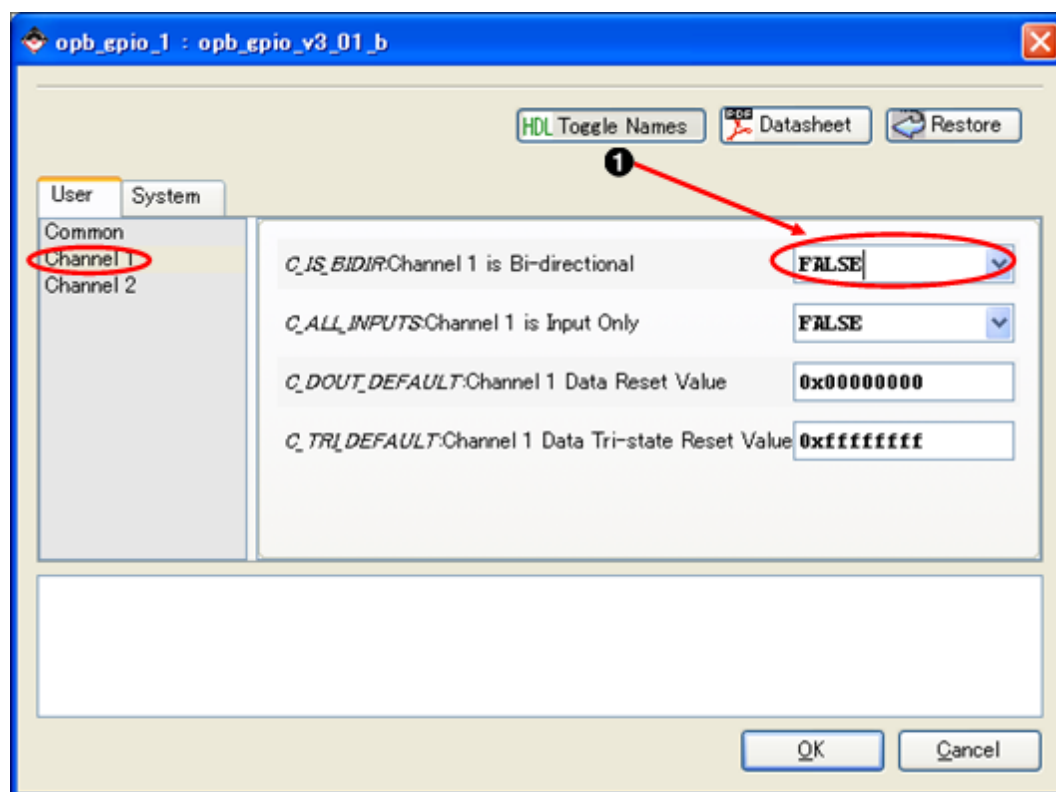 opb_gpio_1 : opb_gpio_v3_01_b
HDL Toggle Names
PDF Datasheet
Restore
1
User
System
Common
Channel 1
Channel 2
C_IS_BIDIR:Channel 1 is Bi-directional
FALSE
C_ALL_INPUTS:Channel 1 is Input Only
FALSE
C_DOUT_DEFAULT:Channel 1 Data Reset Value
0x00000000
C_TRI_DEFAULT:Channel 1 Data Tri-state Reset Value
0xffffffff
OK
Cancel